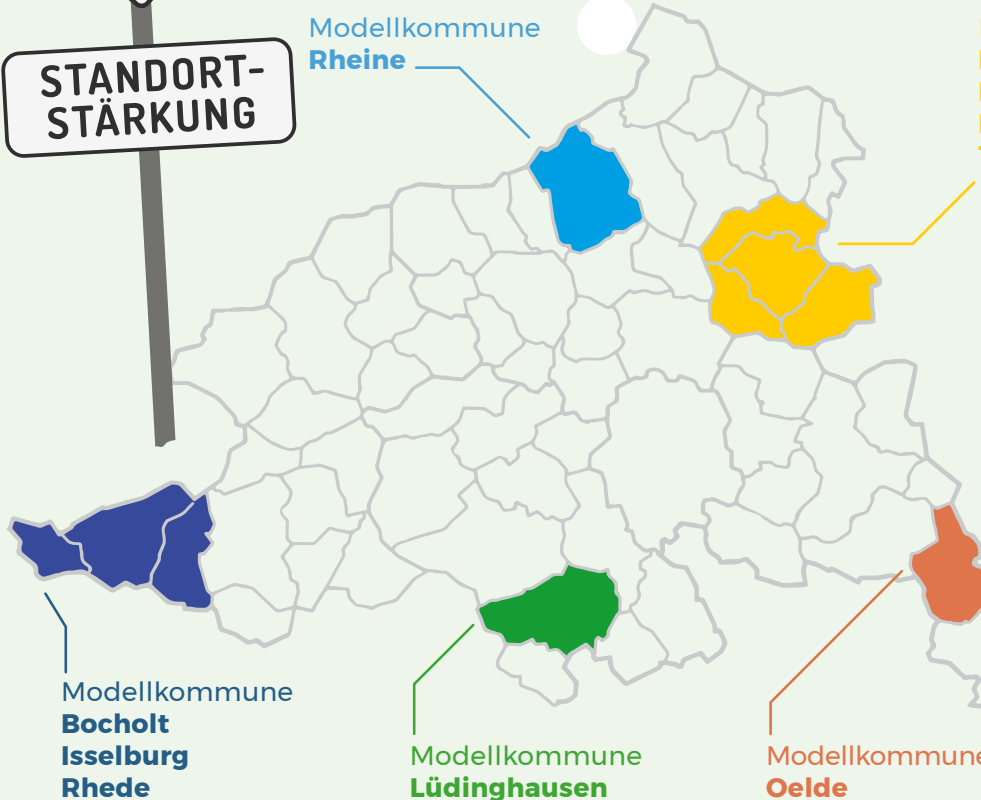 STANDORT-
STÄRKUNG
Modellkommune
Rheine
Modellkommune
Bocholt
Isselburg
Rhede
Modellkommune
Lüdinghausen
Modellkommune
Oelde